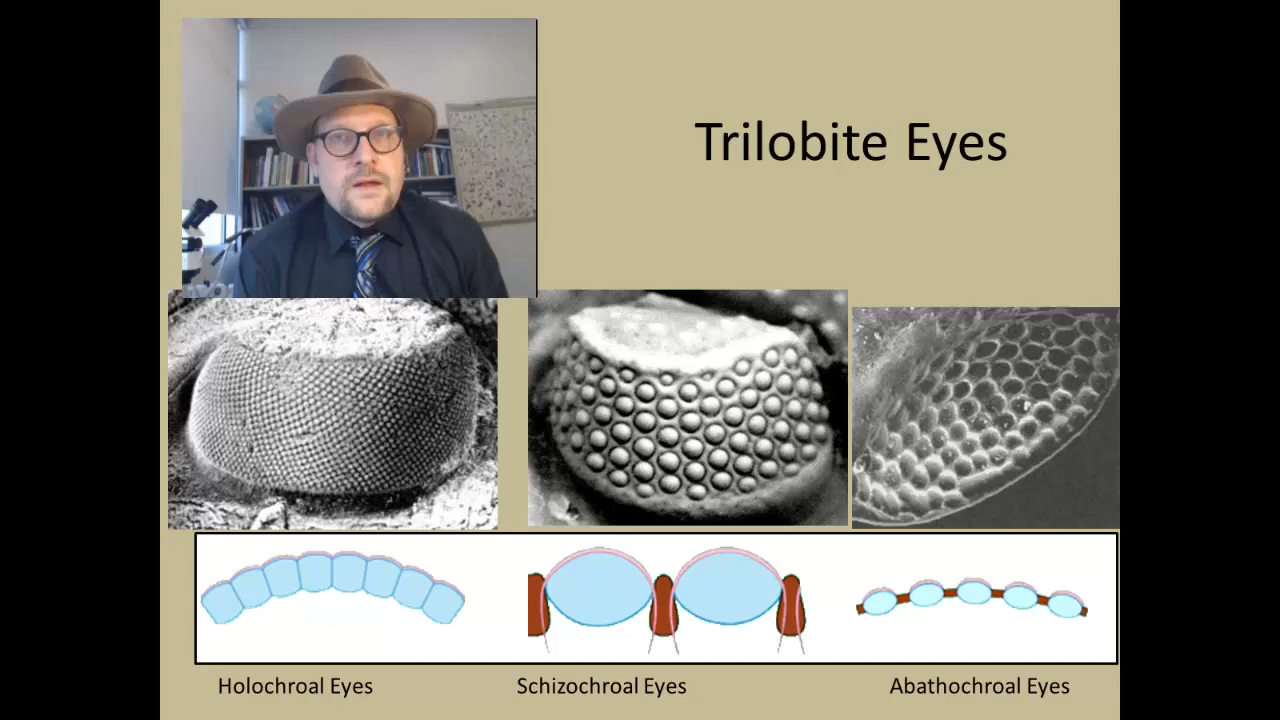 Trilobite Eyes
Holochroal Eyes
Schizochroal Eyes
Abathochroal Eyes